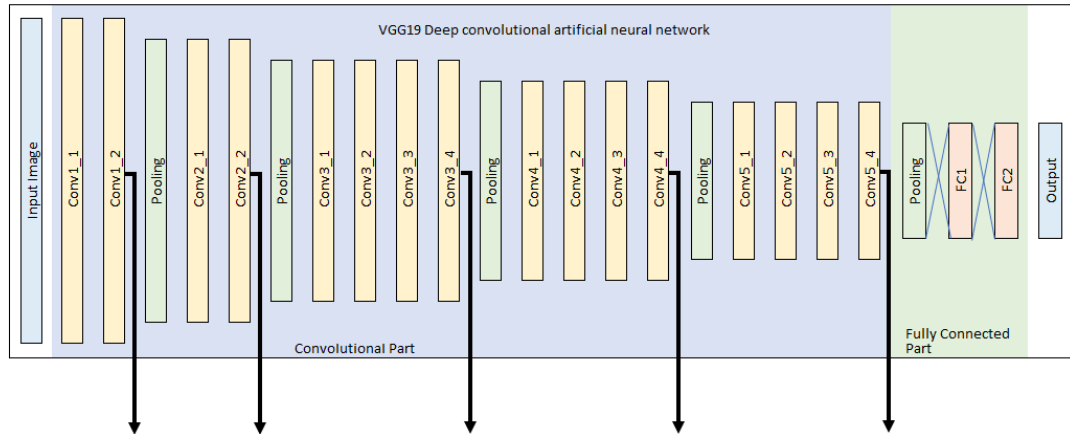 VGG19 Deep convolutional artificial neural network
Input Image
Conv1_1
Conv1_2
Pooling
Conv2_1
Conv2_2
Pooling
Conv3_1
Conv3_2
Conv3_3
Conv3_4
Pooling
Conv4_1
Conv4_2
Conv4_3
Conv4_4
Pooling
Conv5_1
Conv5_2
Conv5_3
Conv5_4
Pooling
FC1
FC2
Output
Convolutional Part
Fully Connected
Part